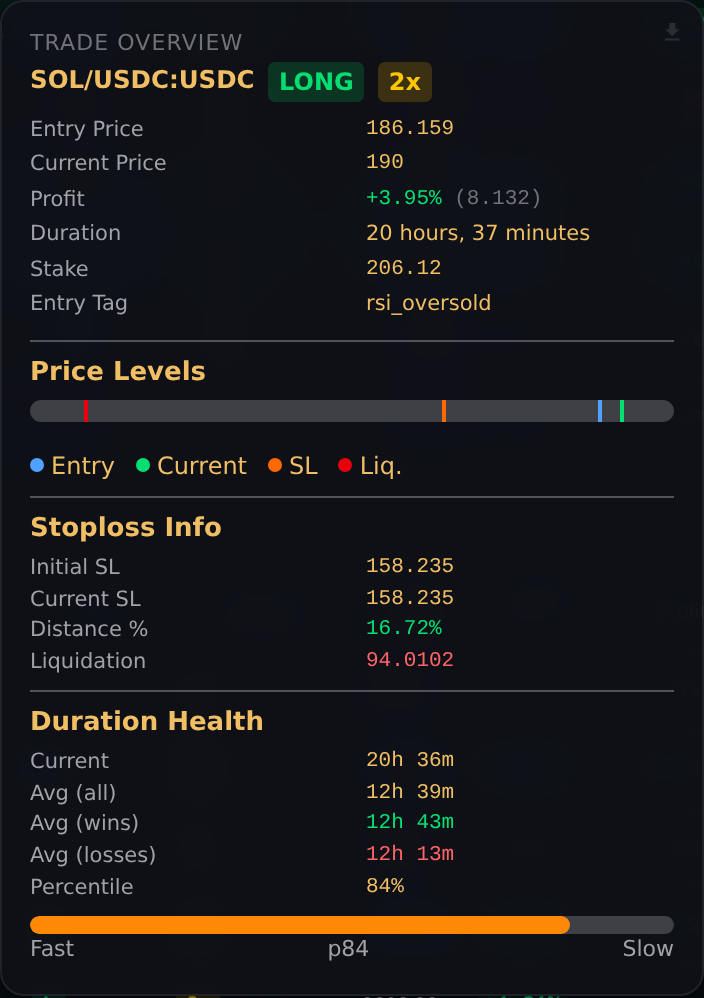 TRADE OVERVIEW
SOL/USDC:USDC LONG 2x
Entry Price 186.159
Current Price 190
Profit +3.95% (8.132)
Duration 20 hours, 37 minutes
Stake 206.12
Entry Tag rsi_oversold
Price Levels
Entry Current SL Liq.
Stoploss Info
Initial SL 158.235
Current SL 158.235
Distance % 16.72%
Liquidation 94.0102
Duration Health
Current 20h 36m
Avg (all) 12h 39m
Avg (wins) 12h 43m
Avg (losses) 12h 13m
Percentile 84%
Fast p84 Slow